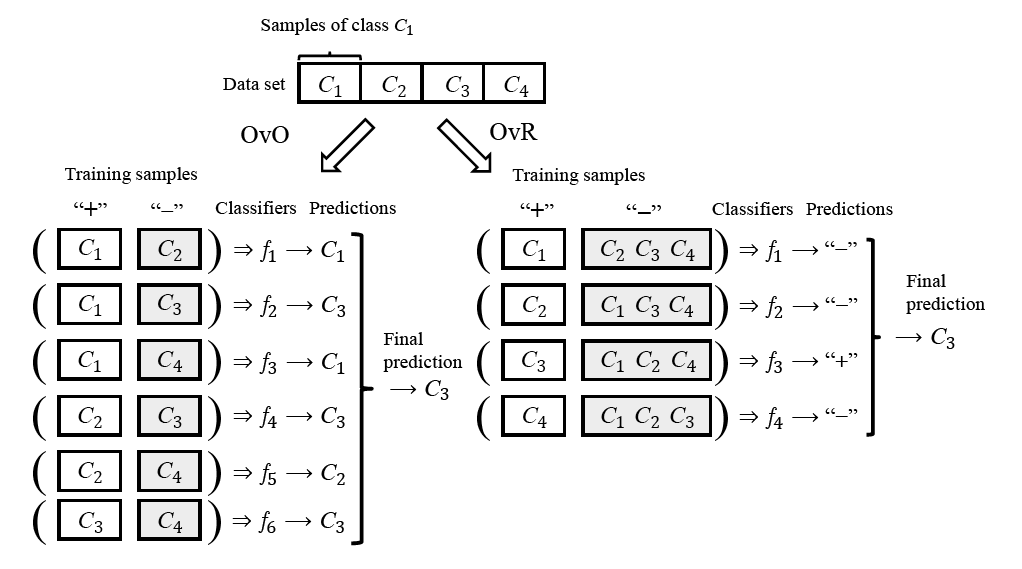 Samples of class C₁
Data set C₁ C₂ C₃ C₄
OvO
OvR
Training samples
“+” “−” Classifiers Predictions
( C₁ C₂ ) ⇒ f₁ ⟶ C₁
( C₁ C₃ ) ⇒ f₂ ⟶ C₃
( C₁ C₄ ) ⇒ f₃ ⟶ C₁
( C₂ C₃ ) ⇒ f₄ ⟶ C₃
( C₂ C₄ ) ⇒ f₅ ⟶ C₂
( C₃ C₄ ) ⇒ f₆ ⟶ C₃
Final
prediction
⟶ C₃
Training samples
“+” “−” Classifiers Predictions
( C₁ C₂ C₃ C₄ ) ⇒ f₁ ⟶ “−”
( C₂ C₁ C₃ C₄ ) ⇒ f₂ ⟶ “−”
( C₃ C₁ C₂ C₄ ) ⇒ f₃ ⟶ “+”
( C₄ C₁ C₂ C₃ ) ⇒ f₄ ⟶ “−”
Final
prediction
⟶ C₃